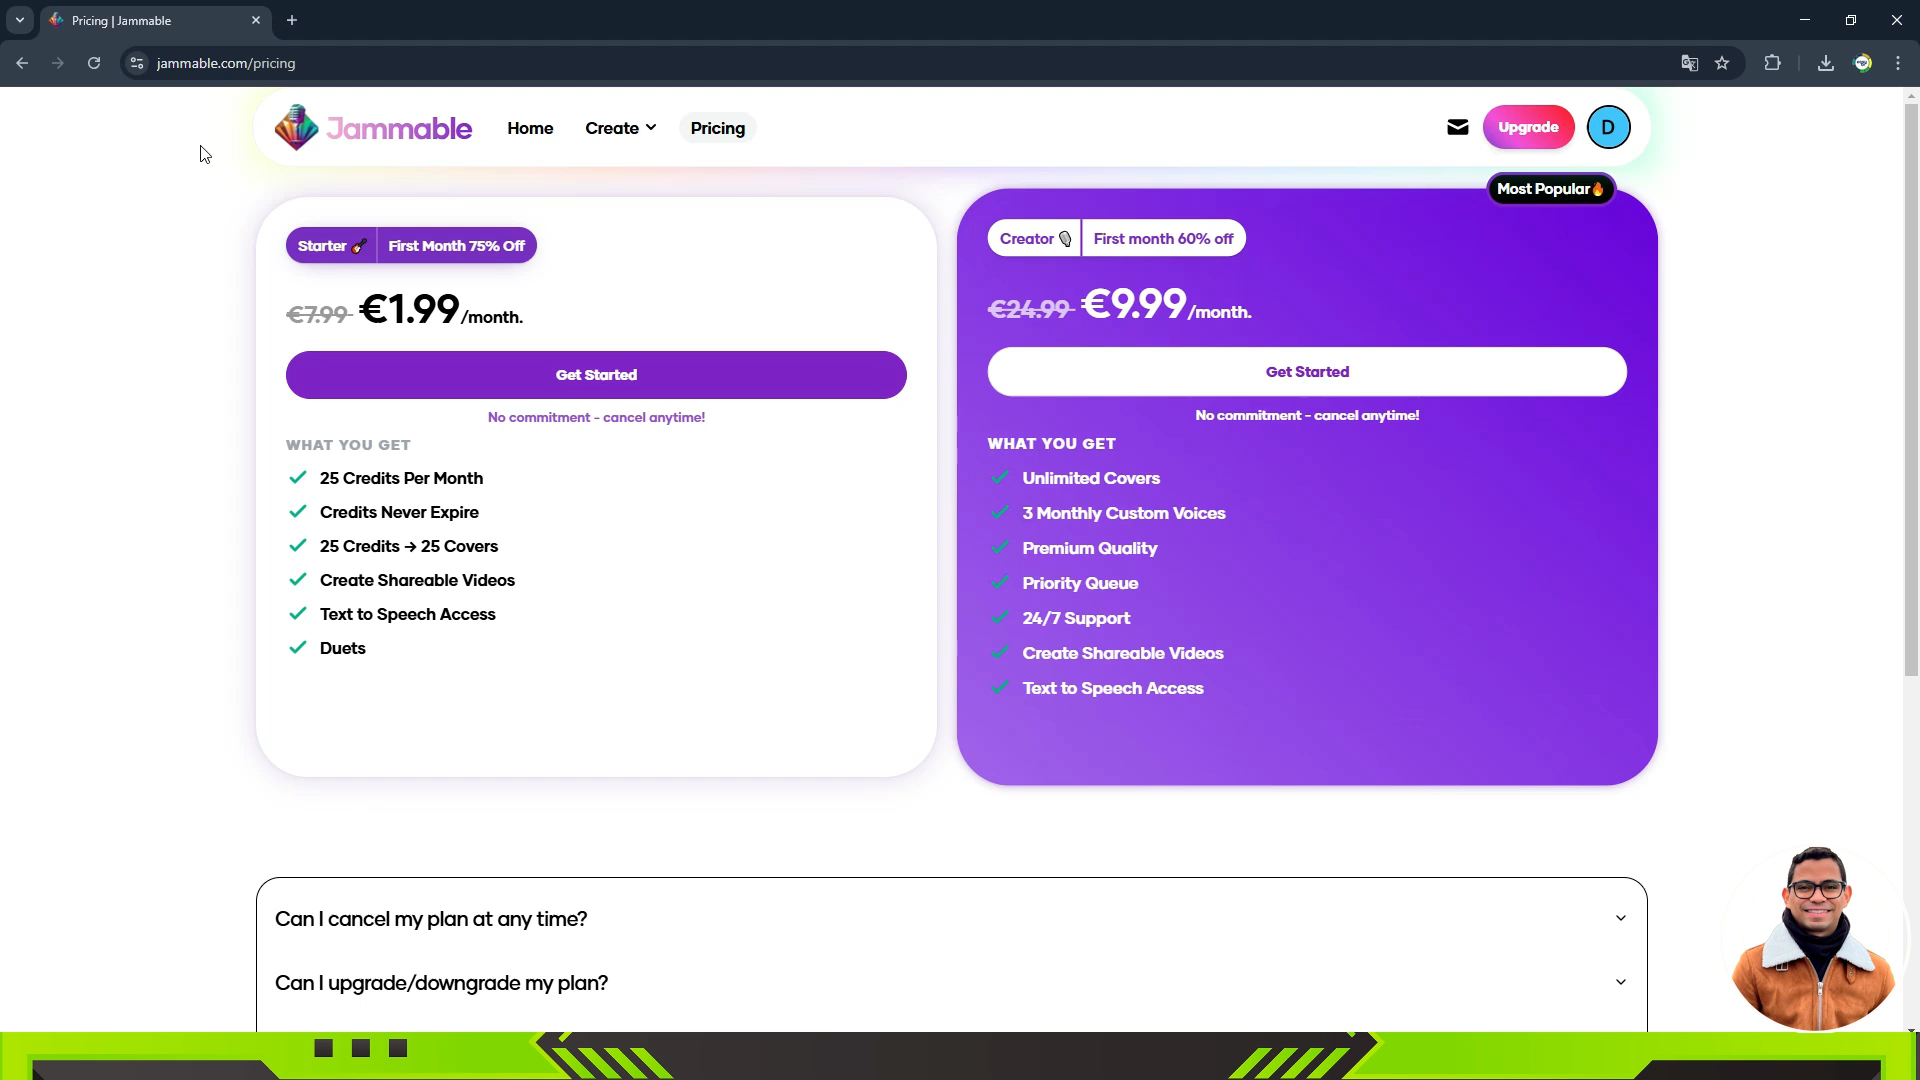 Pricing | Jammable
jammable.com/pricing
Jammable
Home
Create
Pricing
Upgrade
D
Most Popular🔥
Starter 🎸 First Month 75% Off
€7.99 €1.99/month.
Get Started
No commitment - cancel anytime!
WHAT YOU GET
25 Credits Per Month
Credits Never Expire
25 Credits → 25 Covers
Create Shareable Videos
Text to Speech Access
Duets
Creator First month 60% off
€24.99 €9.99/month.
Get Started
No commitment - cancel anytime!
WHAT YOU GET
Unlimited Covers
3 Monthly Custom Voices
Premium Quality
Priority Queue
24/7 Support
Create Shareable Videos
Text to Speech Access
Can I cancel my plan at any time?
Can I upgrade/downgrade my plan?